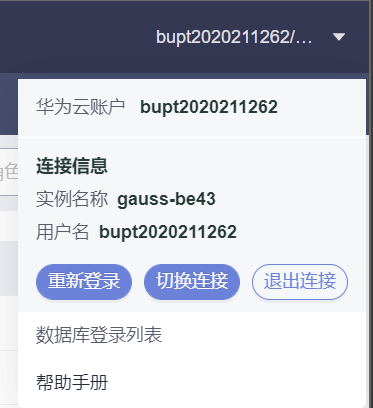 bupt2020211262/...
华为云账户 bupt2020211262
连接信息
角色
实例名称 gauss-be43
用户名 bupt2020211262
重新登录 切换连接 退出连接
数据库登录列表
帮助手册